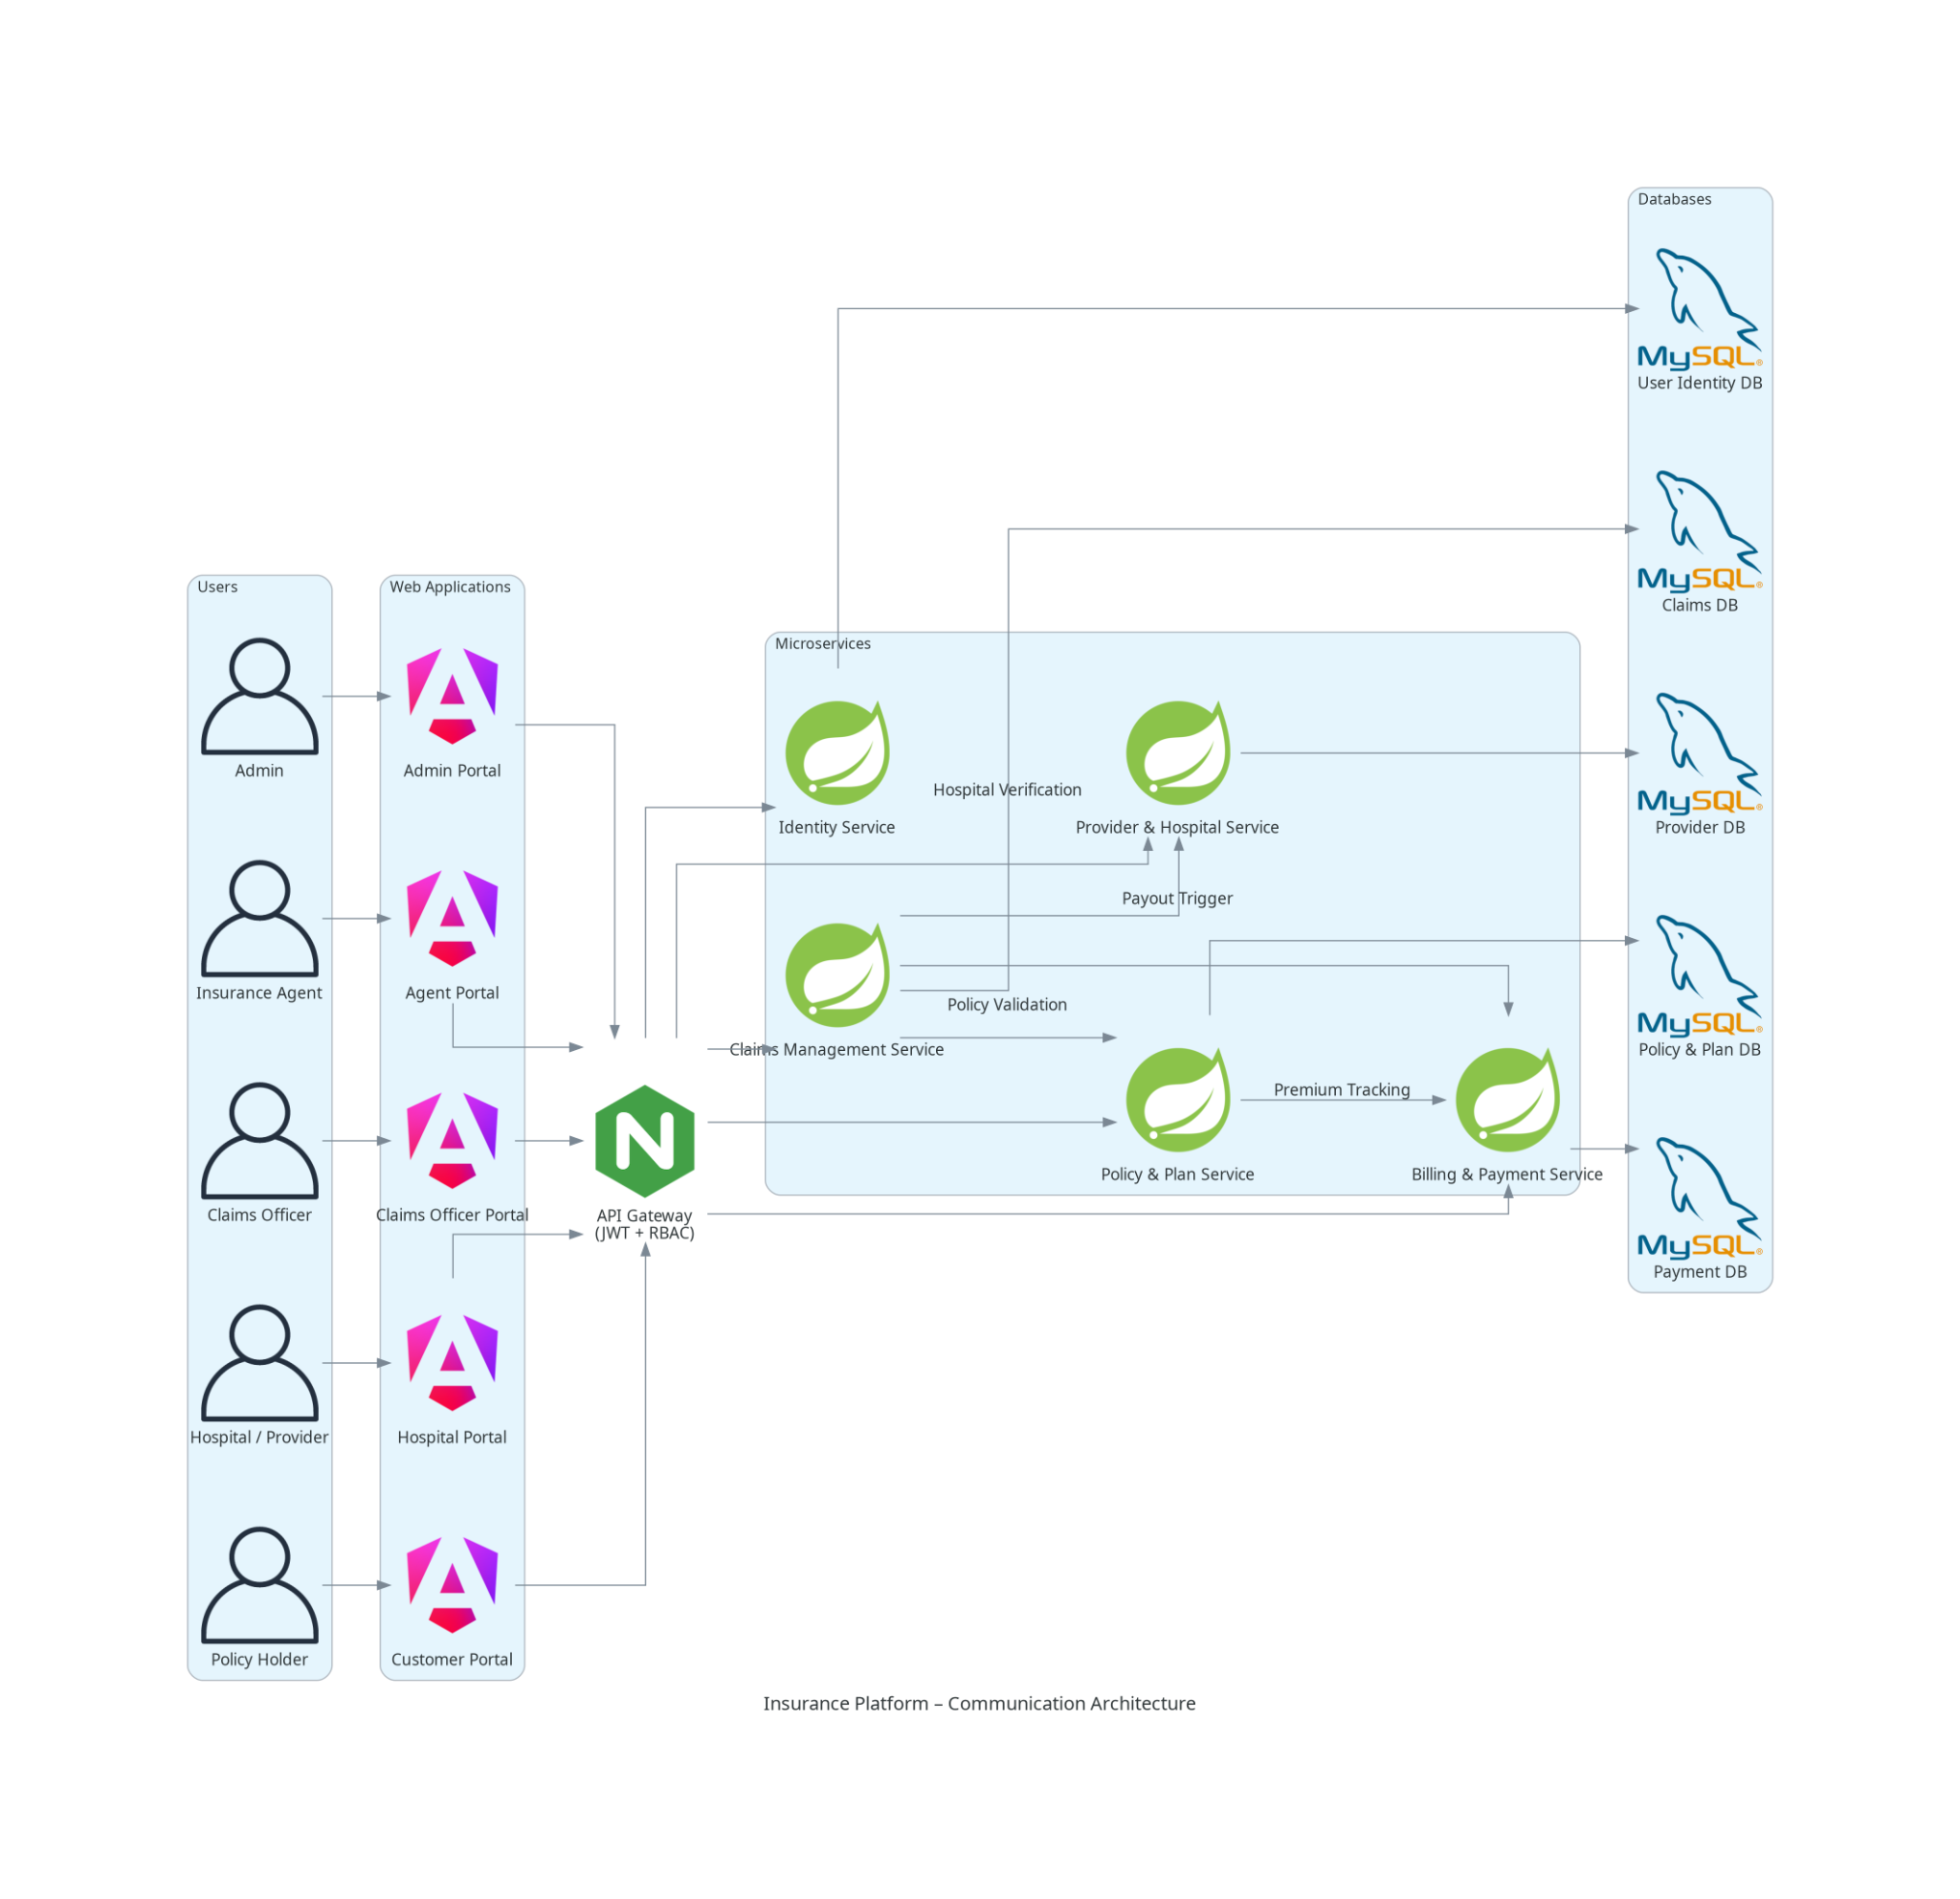 Databases
MySQL®
User Identity DB
MySQL®
Claims DB
Users
Web Applications
Microservices
Admin
Admin Portal
Hospital Verification
Identity Service
Provider & Hospital Service
MySQL®
Provider DB
Payout Trigger
Insurance Agent
Agent Portal
Policy Validation
Claims Management Service
MySQL®
Policy & Plan DB
Premium Tracking
Policy & Plan Service
Billing & Payment Service
Claims Officer
Claims Officer Portal
N
API Gateway
(JWT + RBAC)
MySQL®
Payment DB
Hospital / Provider
Hospital Portal
Policy Holder
Customer Portal
Insurance Platform – Communication Architecture